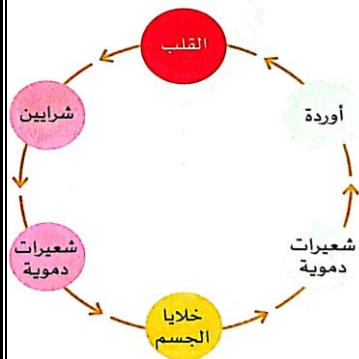 القلب
شرايين
أوردة
شعيرات
دموية
شعيرات
دموية
خلايا
الجسم